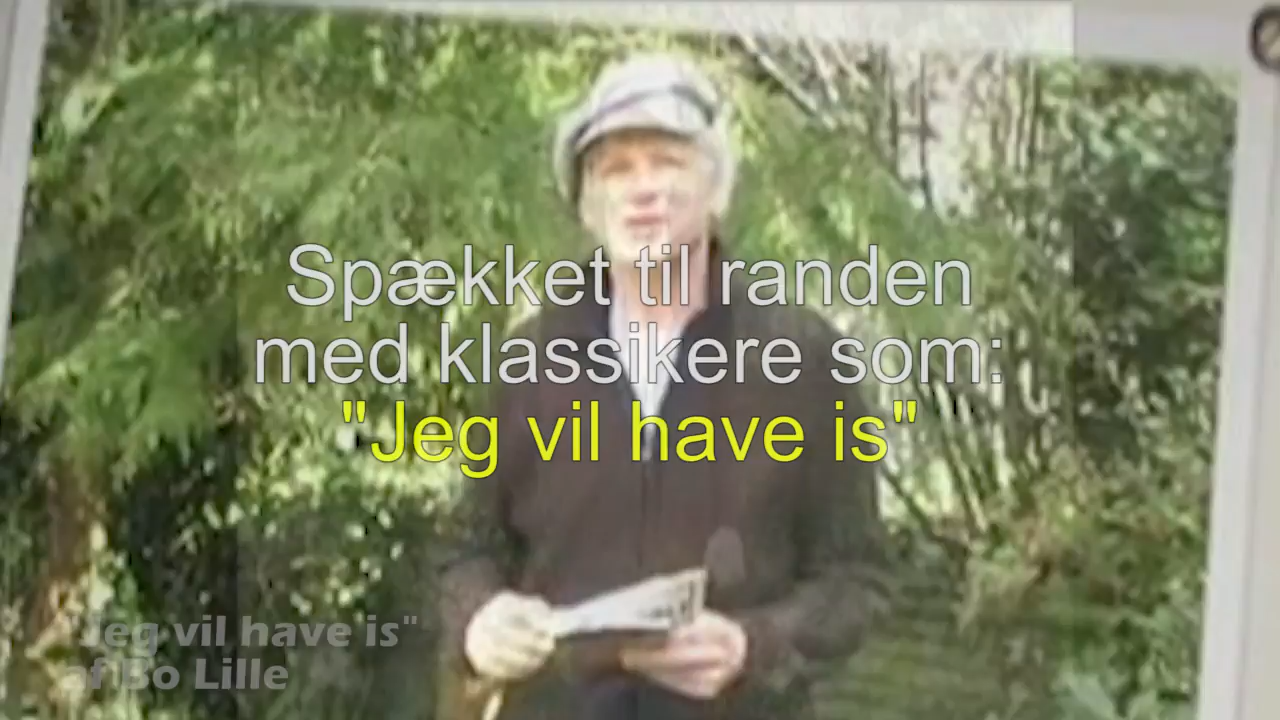 Spækket til randen
med klassikere som:
"Jeg vil have is"
"Jeg vil have is"
af Bo Lille